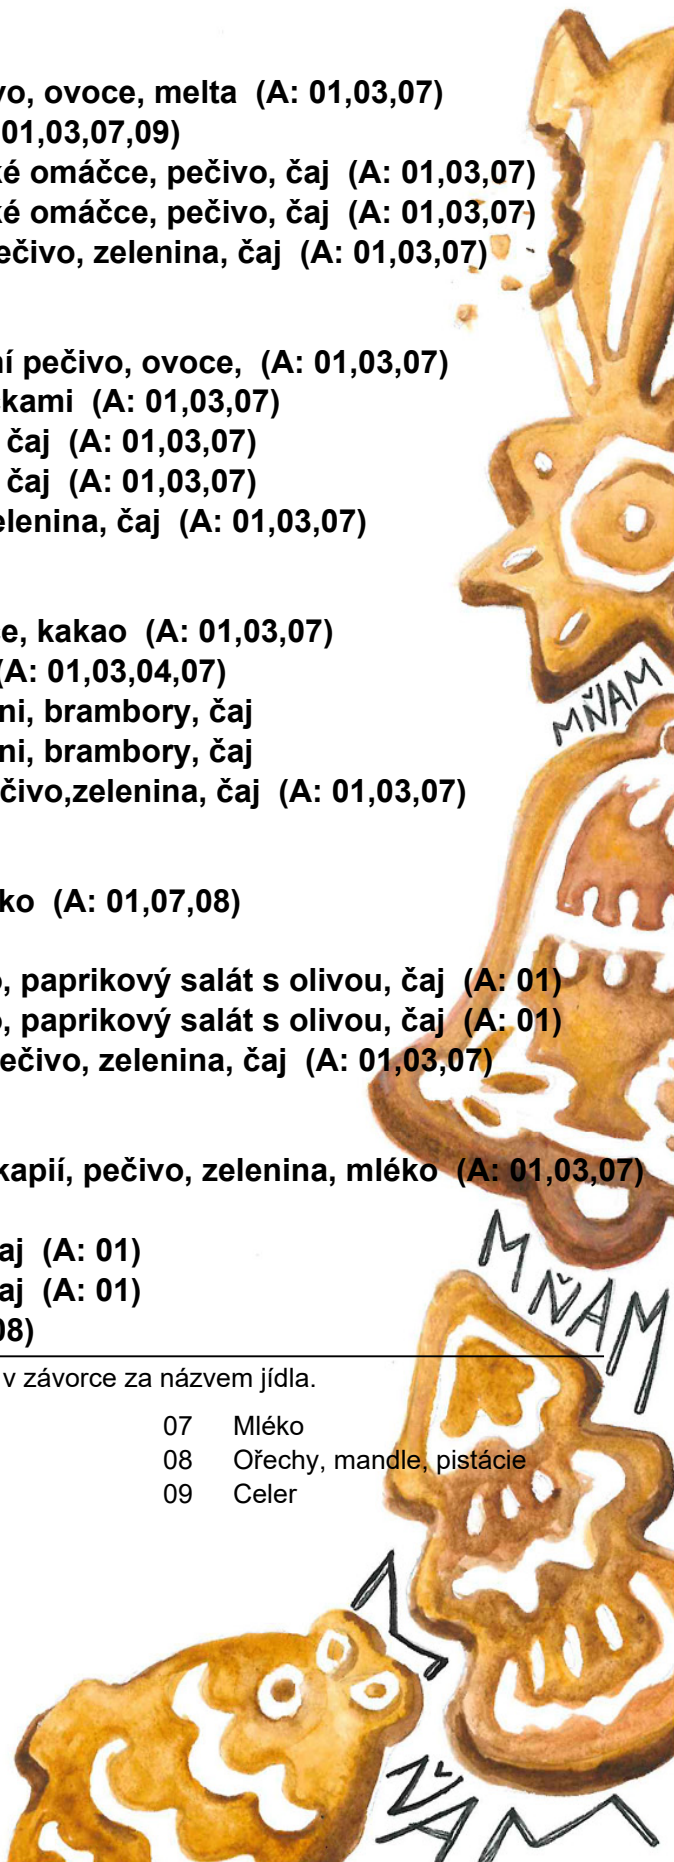 vo, ovoce, melta (A: 01,03,07)
01,03,07,09)
ké omáčce, pečivo, čaj (A: 01,03,07)
ké omáčce, pečivo, čaj (A: 01,03,07)
ečivo, zelenina, čaj (A: 01,03,07)
ní pečivo, ovoce, (A: 01,03,07)
čkami (A: 01,03,07)
čaj (A: 01,03,07)
čaj (A: 01,03,07)
elenina, čaj (A: 01,03,07)
ce, kakao (A: 01,03,07)
(A: 01,03,04,07)
MŇAM
ni, brambory, čaj
ni, brambory, čaj
čivo,zelenina, čaj (A: 01,03,07)
ko (A: 01,07,08)
o, paprikový salát s olivou, čaj (A: 01)
o, paprikový salát s olivou, čaj (A: 01)
ečivo, zelenina, čaj (A: 01,03,07)
kapií, pečivo, zelenina, mléko (A: 01,03,07)
aj (A: 01)
aj (A: 01)
MŇAM
08)
v závorce za názvem jídla.
07 Mléko
08 Ořechy, mandle, pistácie
09 Celer
MŇAM